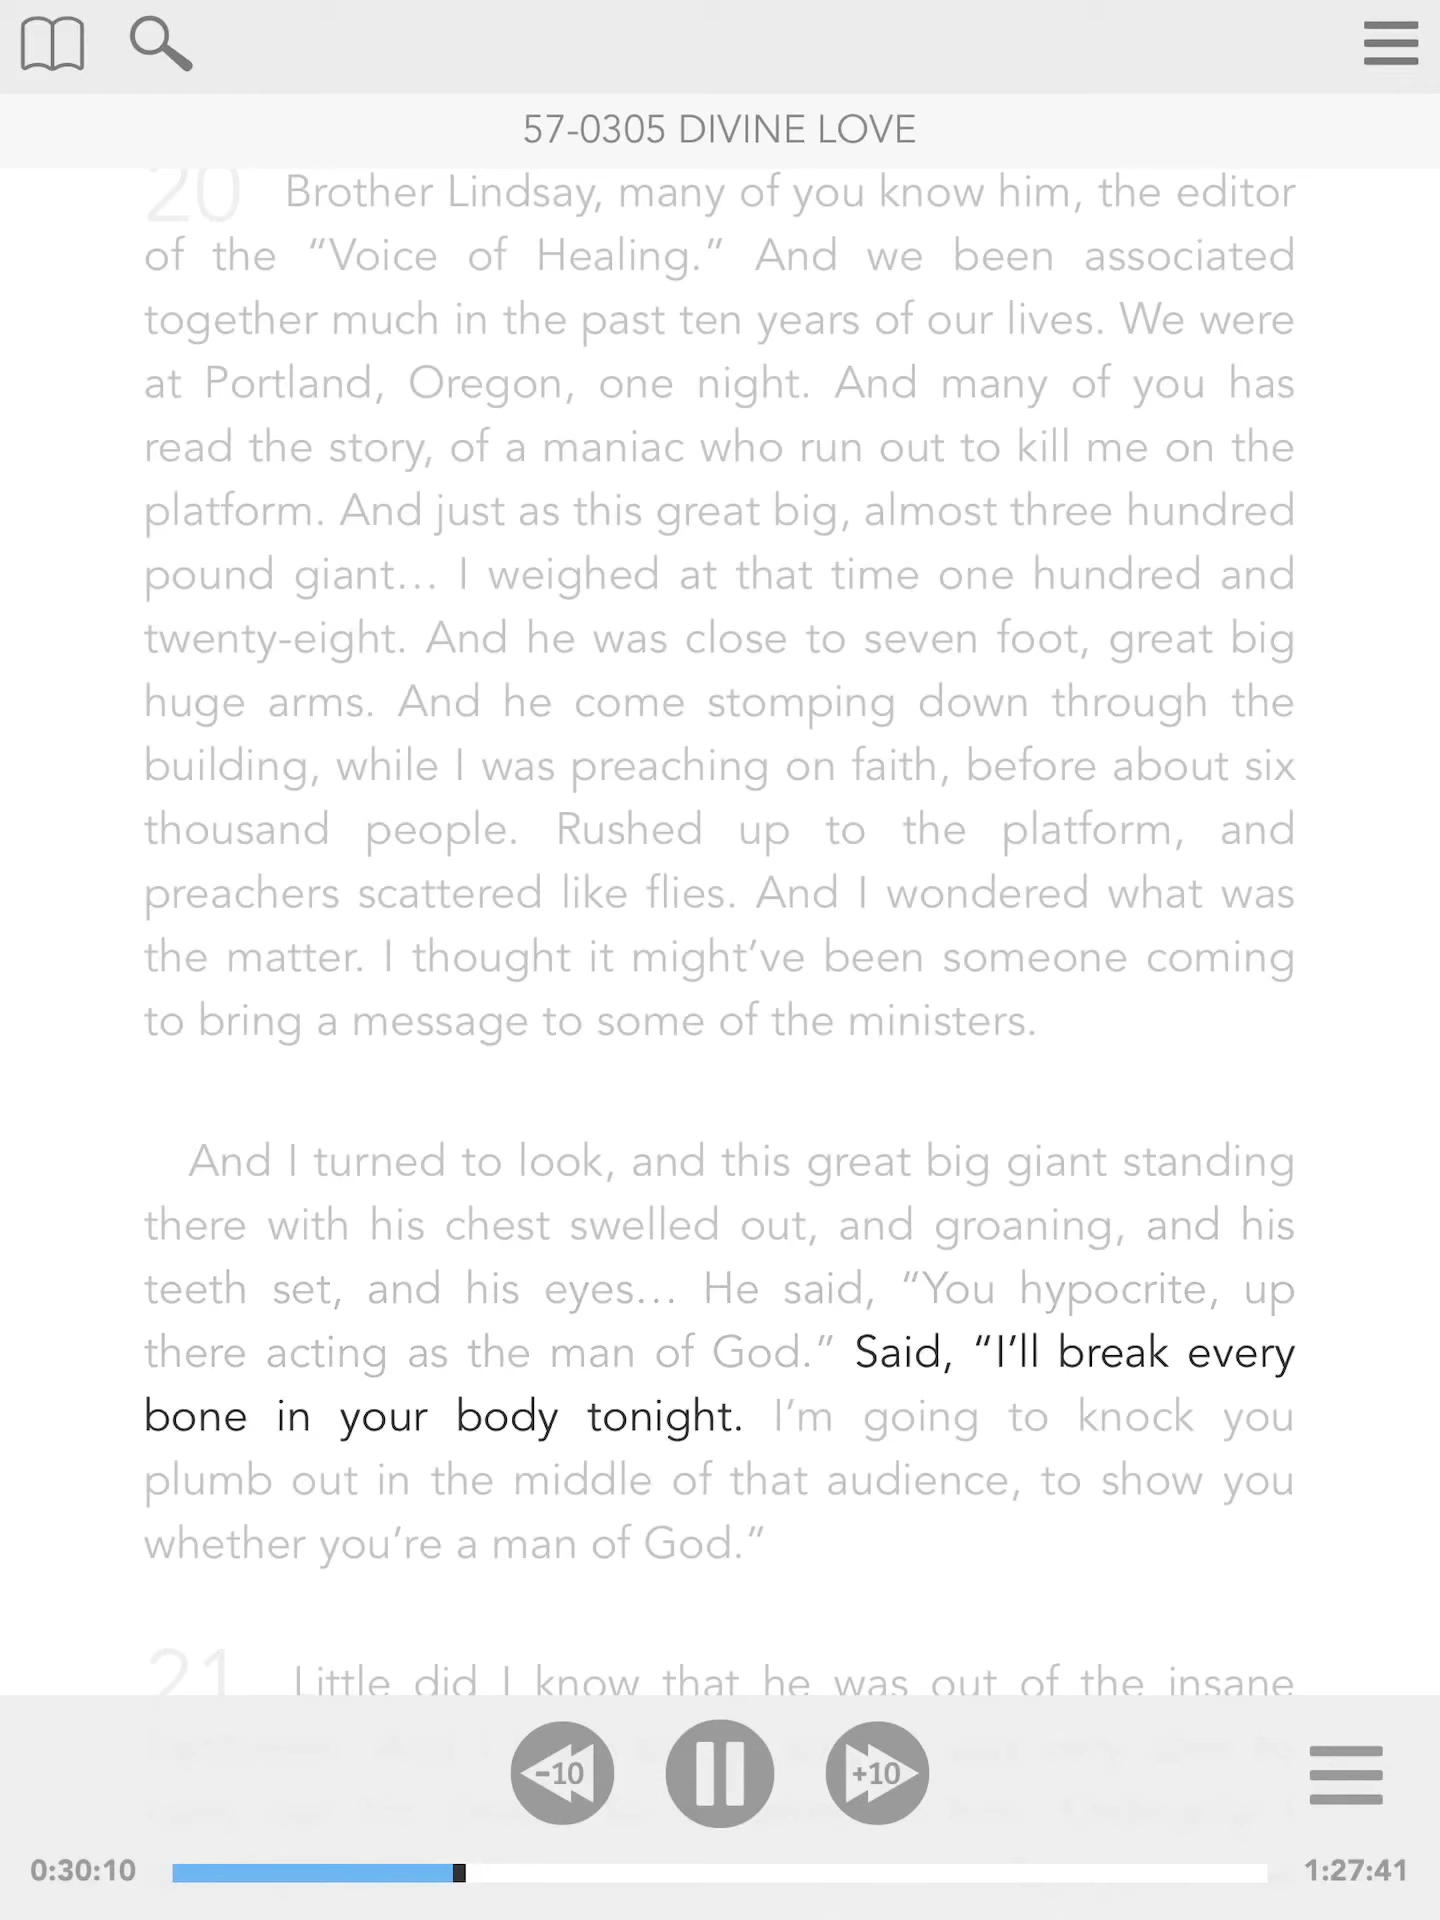 57-0305 DIVINE LOVE
20 Brother Lindsay, many of you know him, the editor
of the “Voice of Healing.” And we been associated
together much in the past ten years of our lives. We were
at Portland, Oregon, one night. And many of you has
read the story, of a maniac who run out to kill me on the
platform. And just as this great big, almost three hundred
pound giant… I weighed at that time one hundred and
twenty-eight. And he was close to seven foot, great big
huge arms. And he come stomping down through the
building, while I was preaching on faith, before about six
thousand people. Rushed up to the platform, and
preachers scattered like flies. And I wondered what was
the matter. I thought it might’ve been someone coming
to bring a message to some of the ministers.
And I turned to look, and this great big giant standing
there with his chest swelled out, and groaning, and his
teeth set, and his eyes… He said, “You hypocrite, up
there acting as the man of God.” Said, “I’ll break every
bone in your body tonight. I’m going to knock you
plumb out in the middle of that audience, to show you
whether you’re a man of God.”
21 Little did I know that he was out of the insane
-10 +10
0:30:10 1:27:41